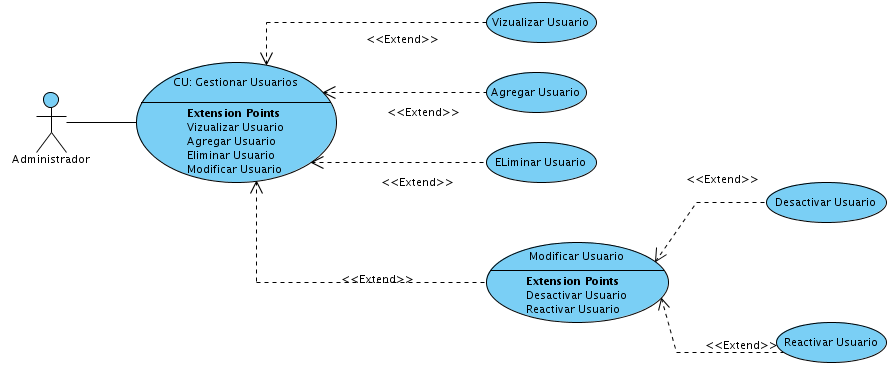 Vizualizar Usuario
<<Extend>>
CU: Gestionar Usuarios
Extension Points
Vizualizar Usuario
Agregar Usuario
Eliminar Usuario
Modificar Usuario
Agregar Usuario
<<Extend>>
Administrador
ELiminar Usuario
<<Extend>>
<<Extend>>
Desactivar Usuario
Modificar Usuario
Extension Points
Desactivar Usuario
Reactivar Usuario
<<Extend>>
<<Extend>>
Reactivar Usuario